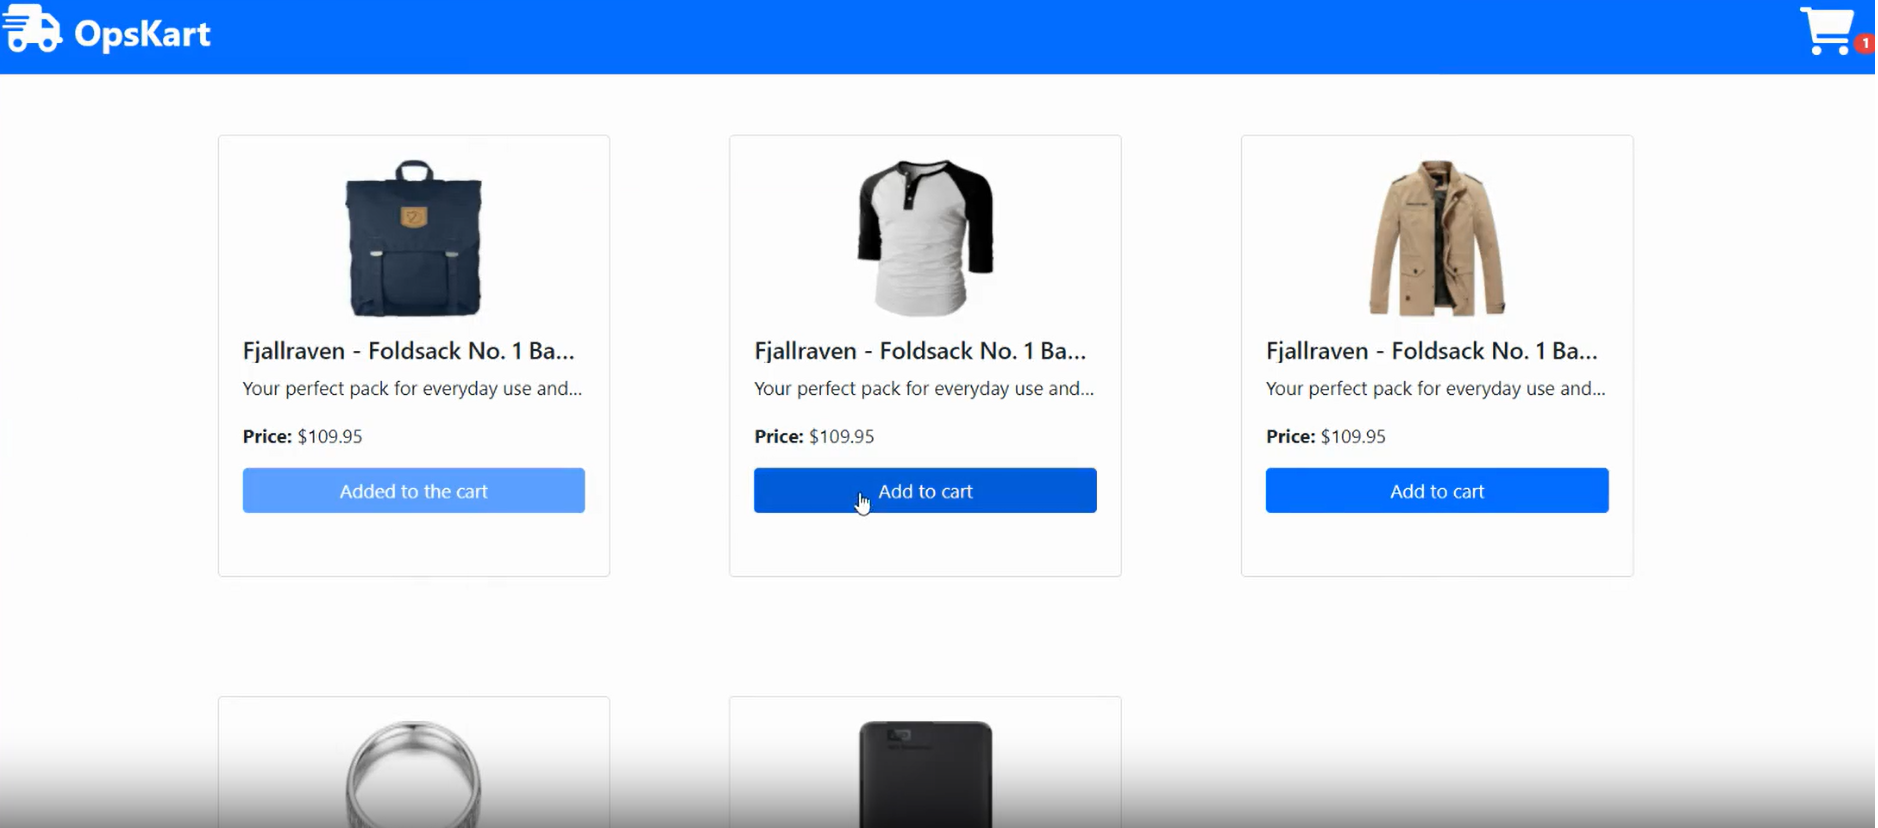 OpsKart
1
Fjallraven - Foldsack No. 1 Ba...
Your perfect pack for everyday use and...
Price: $109.95
Added to the cart
Fjallraven - Foldsack No. 1 Ba...
Your perfect pack for everyday use and...
Price: $109.95
Add to cart
Fjallraven - Foldsack No. 1 Ba...
Your perfect pack for everyday use and...
Price: $109.95
Add to cart